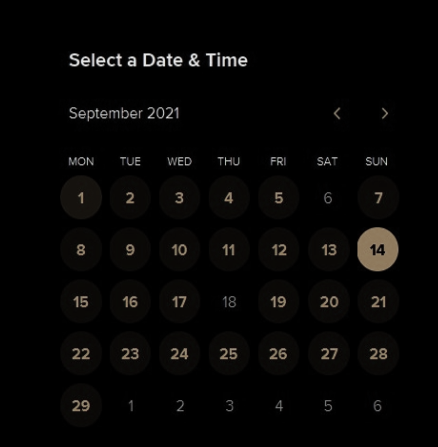 Select a Date & Time
September 2021
MON TUE WED THU FRI SAT SUN
1 2 3 4 5 6 7
8 9 10 11 12 13 14
15 16 17 18 19 20 21
22 23 24 25 26 27 28
29 1 2 3 4 5 6